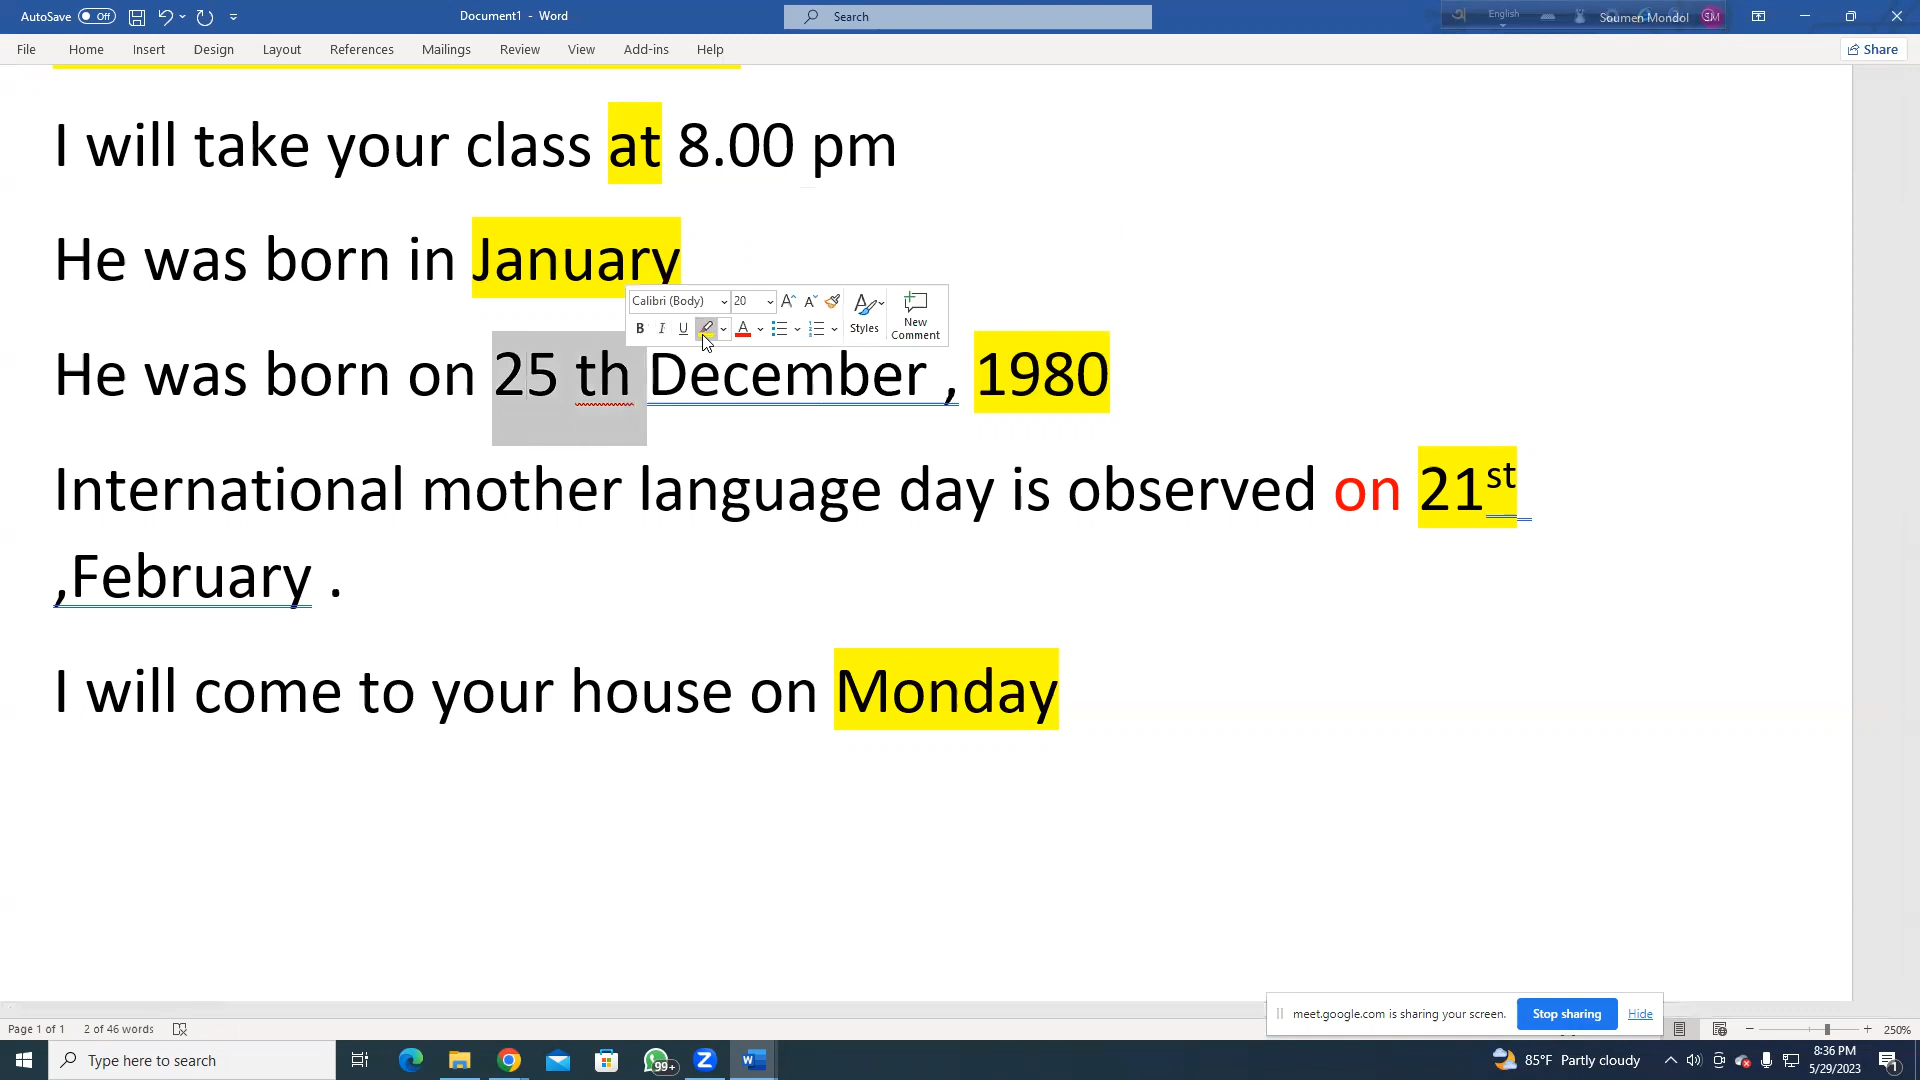 AutoSave Off Document1 - Word Search English Soumen Mondol SM
File Home Insert Design Layout References Mailings Review View Add-ins Help Share
I will take your class at 8.00 pm
He was born in January
Calibri (Body) 20 A A Styles New Comment
B I U A
He was born on 25 th December , 1980
International mother language day is observed on 21st
,February .
I will come to your house on Monday
meet.google.com is sharing your screen. Stop sharing Hide
Page 1 of 1 2 of 46 words 250%
Type here to search 99+ 85°F Partly cloudy 8:36 PM
5/29/2023 1